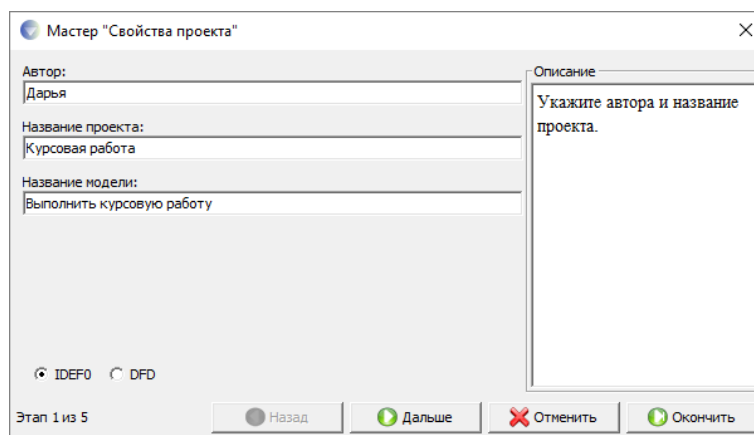 Мастер "Свойства проекта"
Автор:
Дарья
Название проекта:
Курсовая работа
Название модели:
Выполнить курсовую работу
IDEF0 DFD
Описание
Укажите автора и название
проекта.
Этап 1 из 5 Назад Дальше Отменить Окончить